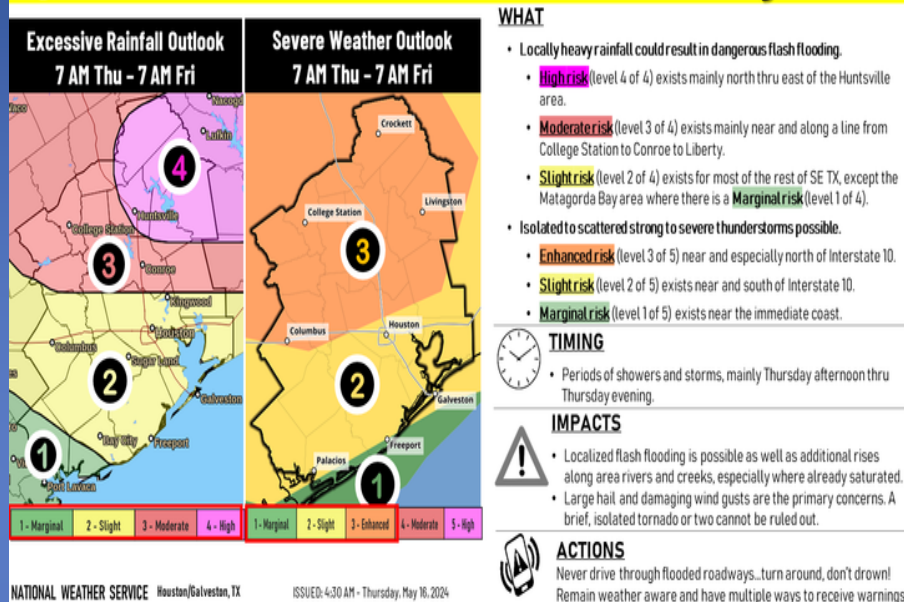 Excessive Rainfall Outlook
7 AM Thu - 7 AM Fri
Lufkin
4
Huntsville
College Station
3
Conroe
Kingwood
Houston
Columbus
Sugar Land
2
Galveston
Bay City
Freeport
1
Port Lavaca
1 - Marginal
2 - Slight
3 - Moderate
4 - High
Severe Weather Outlook
7 AM Thu - 7 AM Fri
Crockett
Livingston
College Station
3
Columbus
Houston
2
Galveston
Freeport
Palacios
1
1 - Marginal
2 - Slight
3 - Enhanced
4 - Moderate
5 - High
NATIONAL WEATHER SERVICE Houston/Galveston, TX
ISSUED: 4:30 AM - Thursday, May 16, 2024
WHAT
• Locally heavy rainfall could result in dangerous flash flooding.
• High risk (level 4 of 4) exists mainly north thru east of the Huntsville
area.
• Moderate risk (level 3 of 4) exists mainly near and along a line from
College Station to Conroe to Liberty.
• Slight risk (level 2 of 4) exists for most of the rest of SE TX, except the
Matagorda Bay area where there is a Marginal risk (level 1 of 4).
• Isolated to scattered strong to severe thunderstorms possible.
• Enhanced risk (level 3 of 5) near and especially north of Interstate 10.
• Slight risk (level 2 of 5) exists near and south of Interstate 10.
• Marginal risk (level 1 of 5) exists near the immediate coast.
TIMING
• Periods of showers and storms, mainly Thursday afternoon thru
Thursday evening.
IMPACTS
• Localized flash flooding is possible as well as additional rises
along area rivers and creeks, especially where already saturated.
• Large hail and damaging wind gusts are the primary concerns. A
brief, isolated tornado or two cannot be ruled out.
ACTIONS
Never drive through flooded roadways...turn around, don't drown!
Remain weather aware and have multiple ways to receive warnings